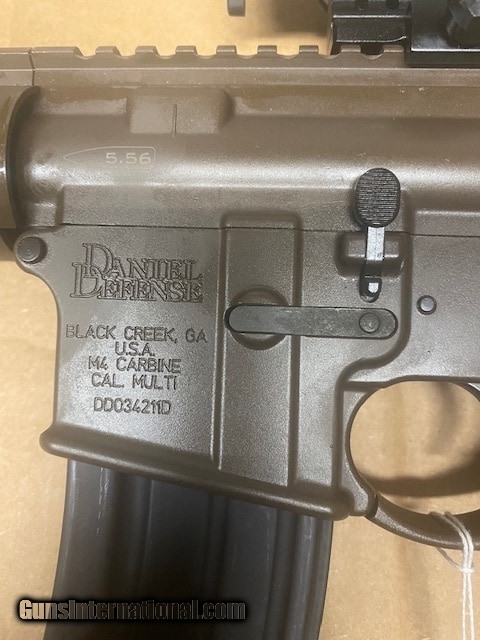 5.56
DANIEL
DEFENSE
BLACK CREEK, GA
U.S.A.
M4 CARBINE
CAL. MULTI
DD034211D
GunsInternational.com